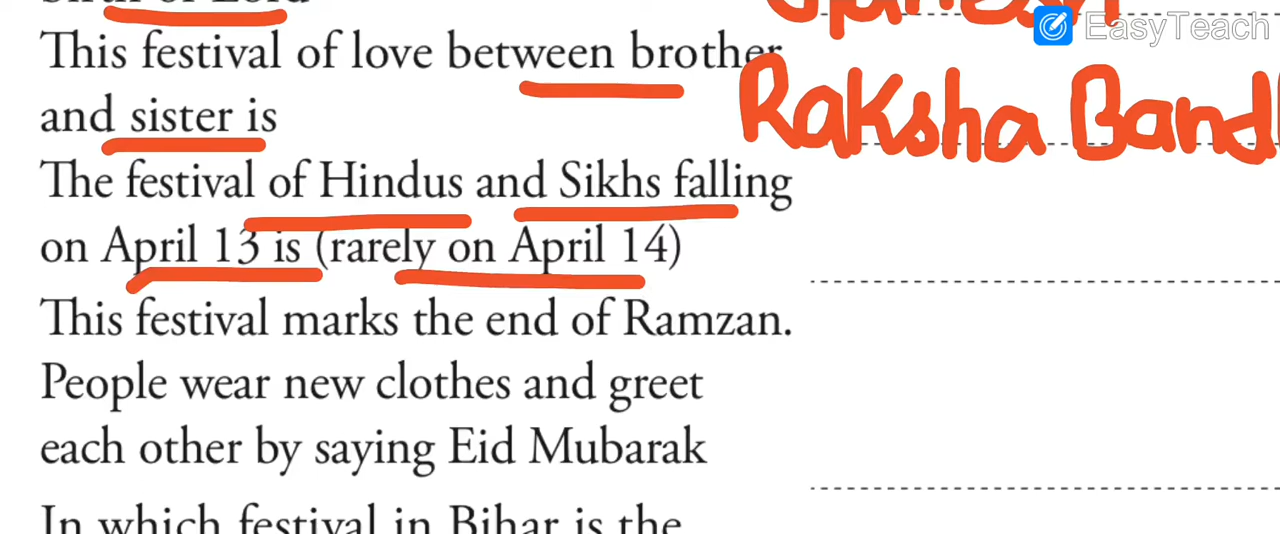 This festival of love between brother
EasyTeach
and sister is
Raksha
The festival of Hindus and Sikhs falling
on April 13 is (rarely on April 14)
This festival marks the end of Ramzan.
People wear new clothes and greet
each other by saying Eid Mubarak
In which festival in Bihar is the